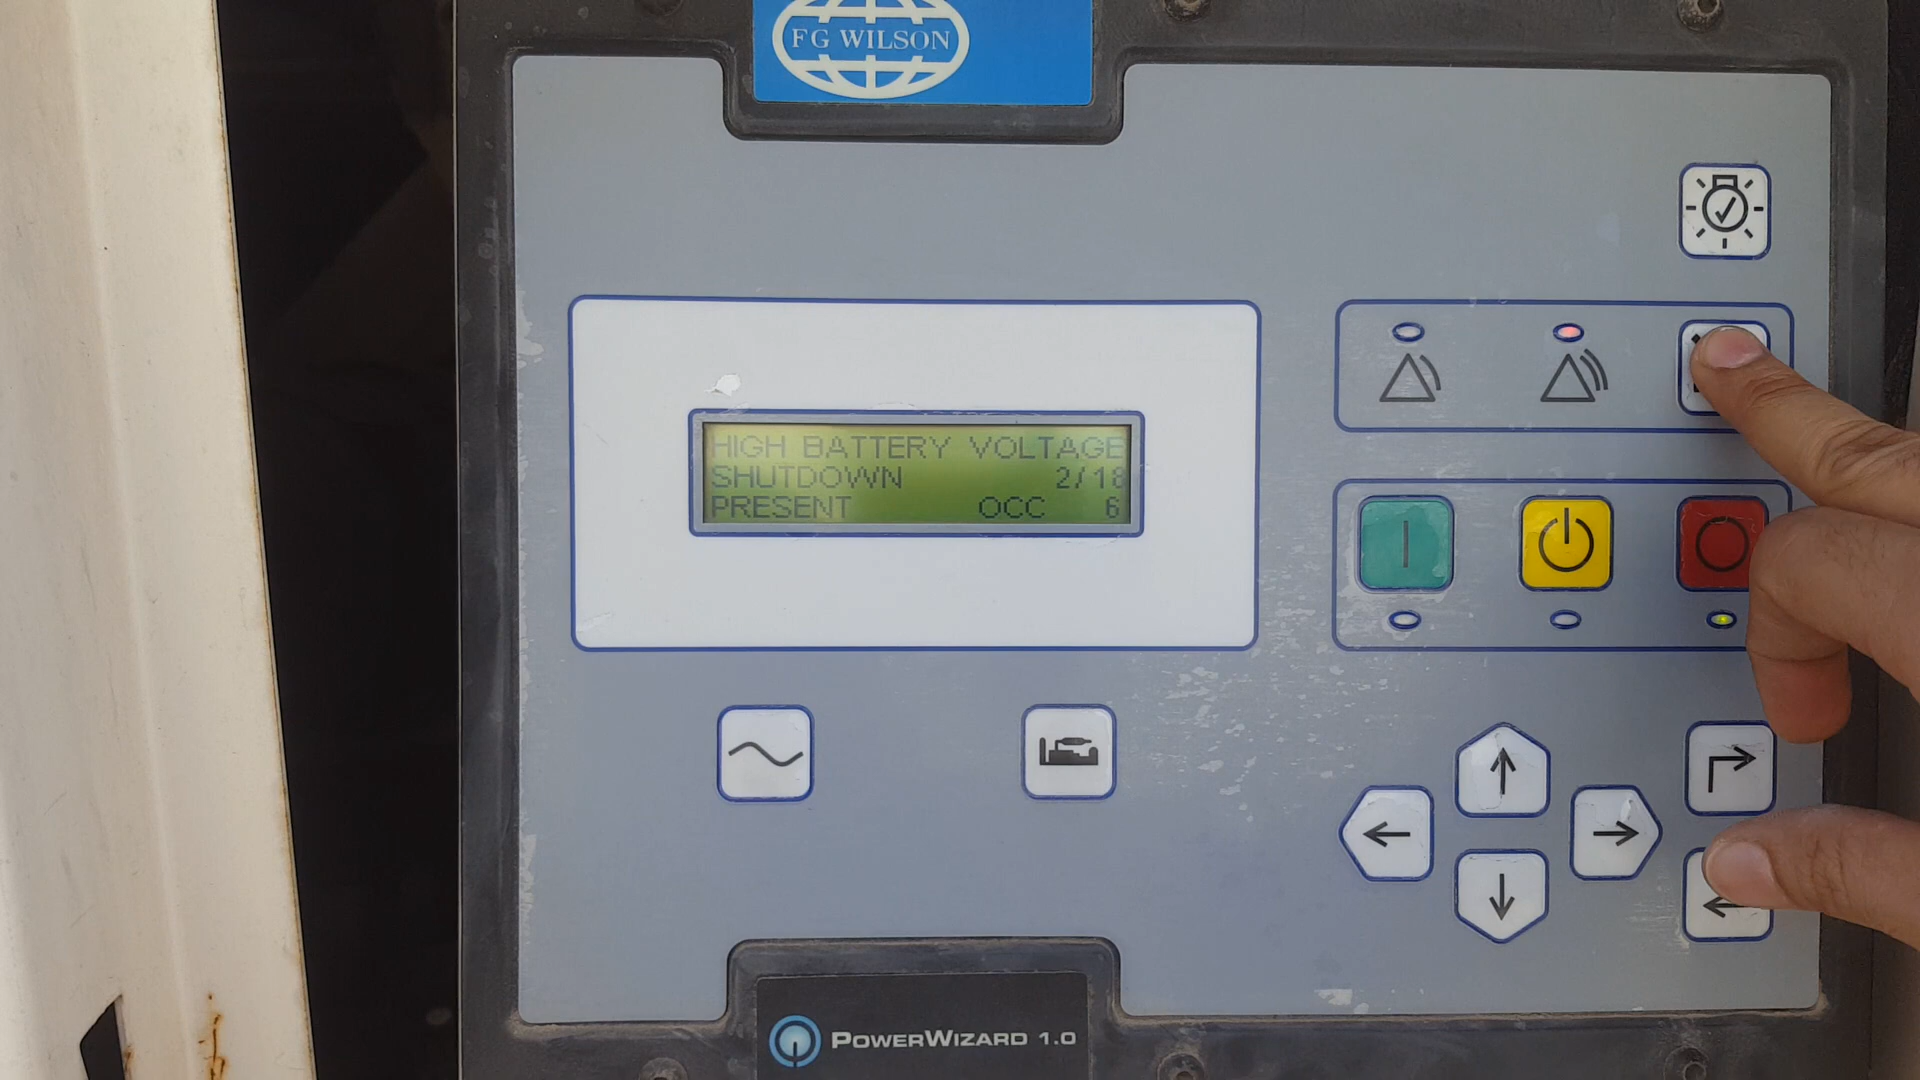 FG WILSON
HIGH BATTERY VOLTAGE
SHUTDOWN 2/18
PRESENT OCC 6
POWERWIZARD 1.0